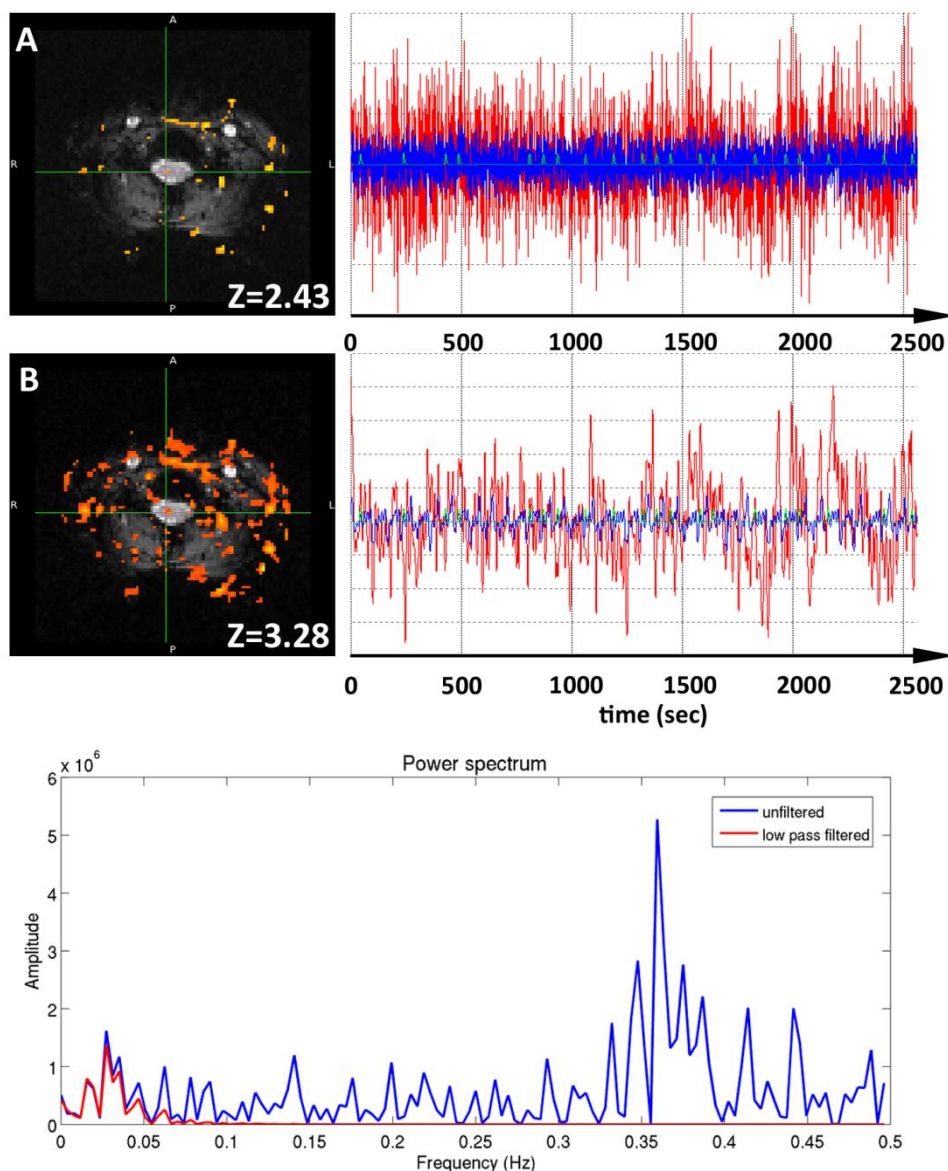 A
A
R
L
P
Z=2.43
0 500 1000 1500 2000 2500
B
A
R
L
P
Z=3.28
0 500 1000 1500 2000 2500
time (sec)
Power spectrum
x 10^6
6
5
4
3
2
1
0
Amplitude
unfiltered
low pass filtered
0 0.05 0.1 0.15 0.2 0.25 0.3 0.35 0.4 0.45 0.5
Frequency (Hz)